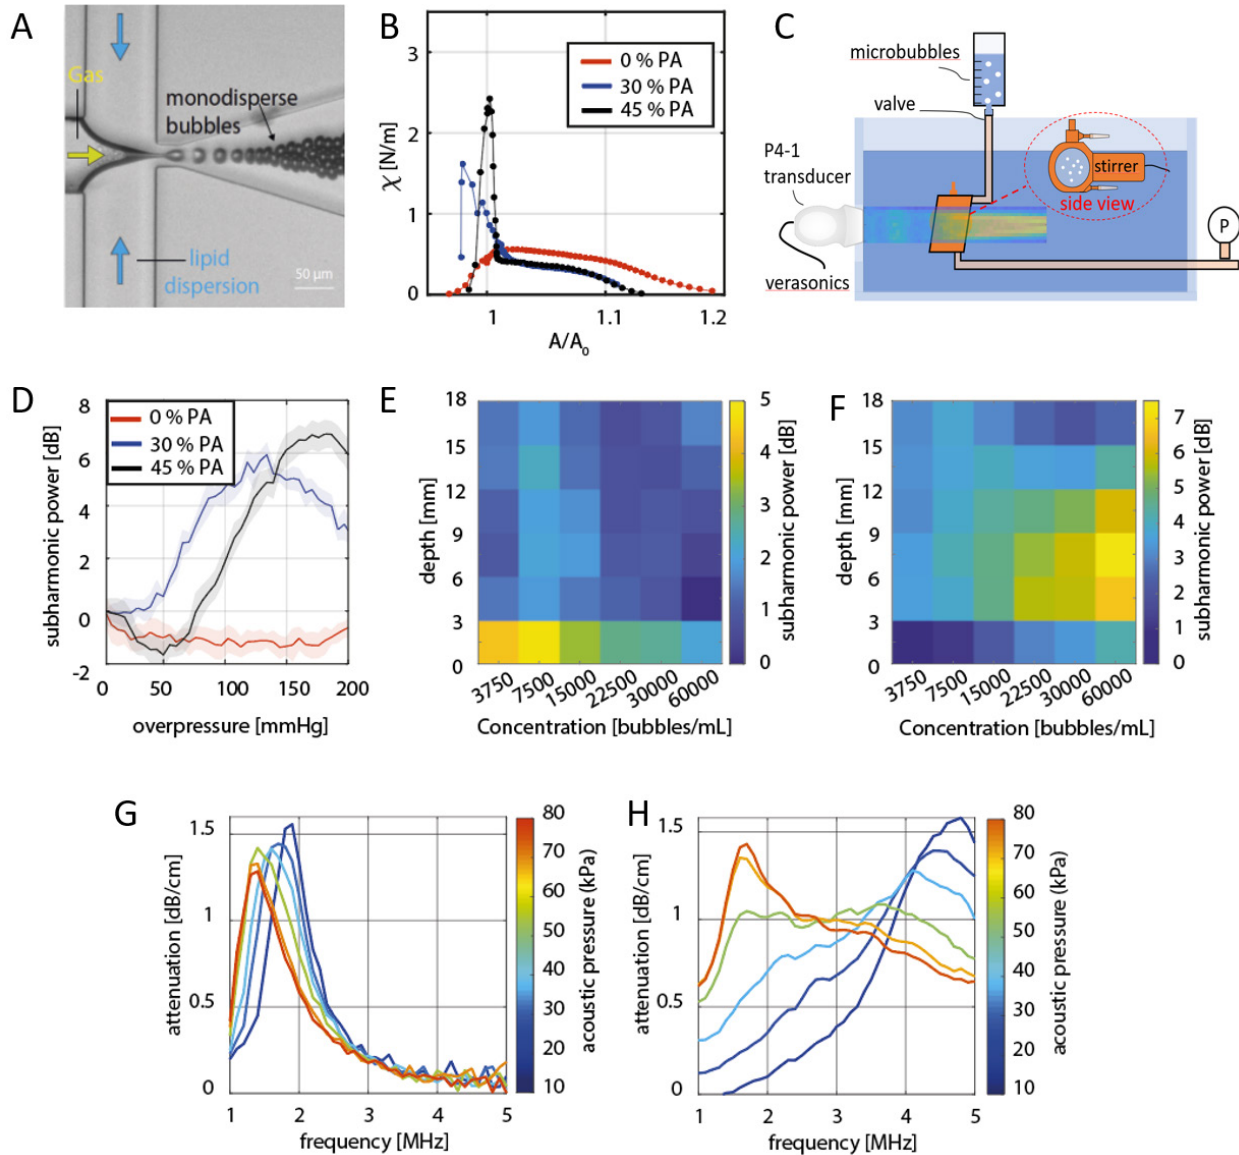 A
Gas
monodisperse
bubbles
lipid
dispersion
50 µm
B
3
2
1
0
χ [N/m]
0 % PA
30 % PA
45 % PA
1
1.1
1.2
A/A0
C
microbubbles
valve
P4-1
transducer
verasonics
stirrer
side view
P
D
8
6
4
2
0
-2
subharmonic power [dB]
0 % PA
30 % PA
45 % PA
0
50
100
150
200
overpressure [mmHg]
E
18
15
12
9
6
3
0
depth [mm]
3750
7500
15000
22500
30000
60000
Concentration [bubbles/mL]
5
4
3
2
1
0
subharmonic power [dB]
F
18
15
12
9
6
3
0
depth [mm]
3750
7500
15000
22500
30000
60000
Concentration [bubbles/mL]
7
6
5
4
3
2
1
0
subharmonic power [dB]
G
1.5
1
0.5
0
attenuation [dB/cm]
1
2
3
4
5
frequency [MHz]
80
70
60
50
40
30
20
10
acoustic pressure (kPa)
H
1.5
1
0.5
0
attenuation [dB/cm]
1
2
3
4
5
frequency [MHz]
80
70
60
50
40
30
20
10
acoustic pressure (kPa)